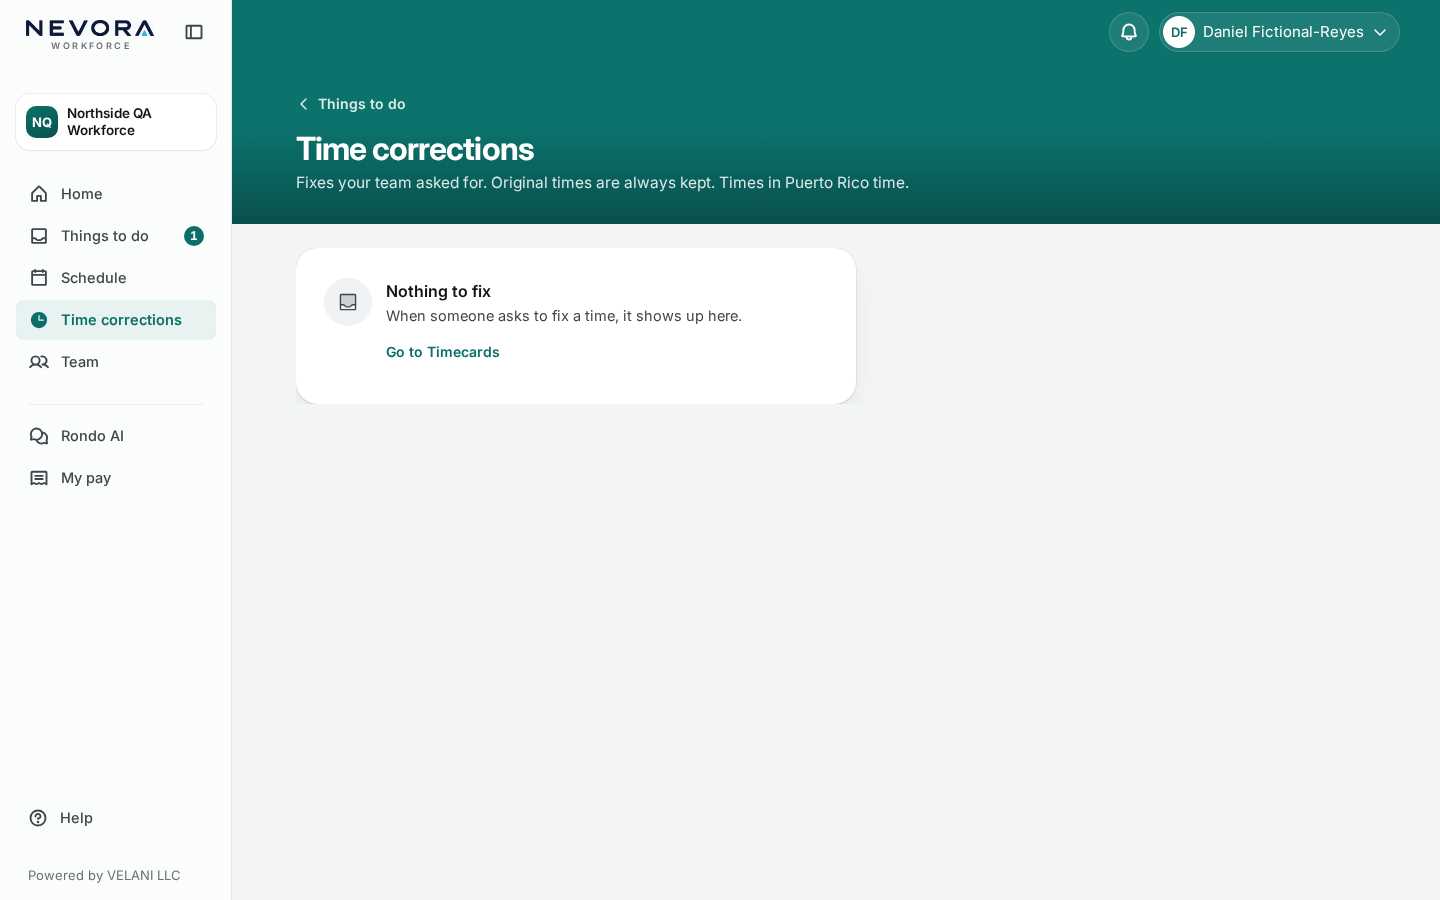 NEVORA
WORKFORCE
NQ
Northside QA
Workforce
Home
Things to do
1
Schedule
Time corrections
Team
Rondo AI
My pay
Help
Powered by VELANI LLC
DF
Daniel Fictional-Reyes
Things to do
Time corrections
Fixes your team asked for. Original times are always kept. Times in Puerto Rico time.
Nothing to fix
When someone asks to fix a time, it shows up here.
Go to Timecards